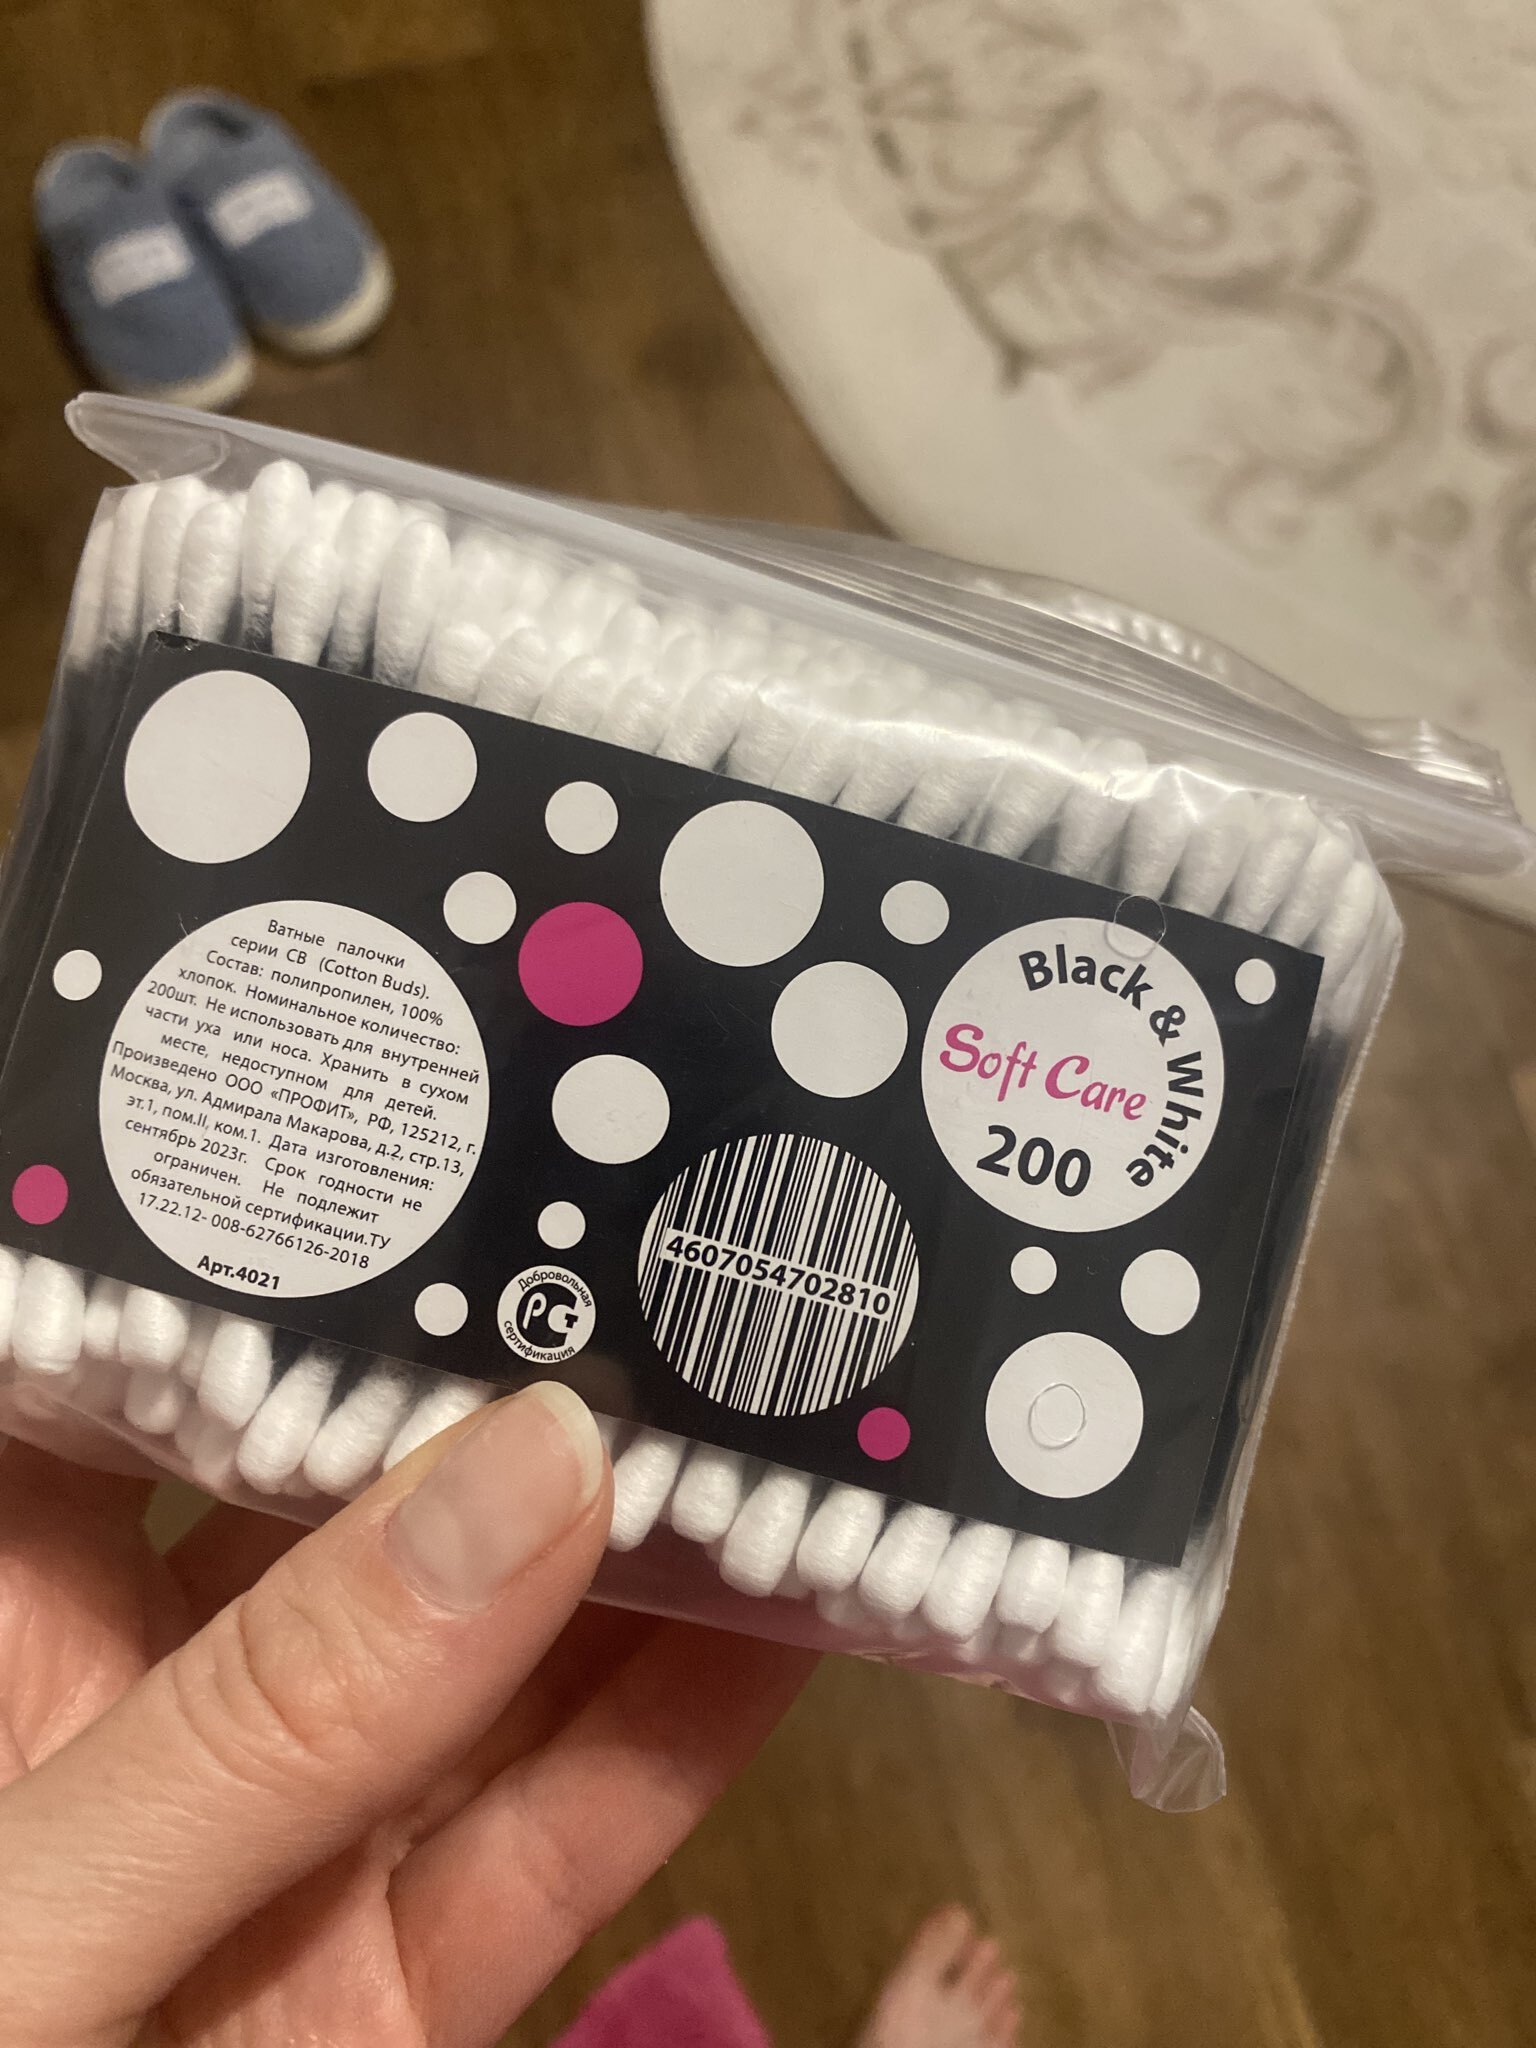 Ватные палочки
серии СВ (Cotton Buds).
Состав: полипропилен, 100%
хлопок. Номинальное количество:
200шт. Не использовать для внутренней
части уха или носа. Хранить в сухом
месте, недоступном для детей.
Произведено ООО «ПРОФИТ», РФ, 125212, г.
Москва, ул. Адмирала Макарова, д.2, стр.13,
эт.1, пом.II, ком.1. Дата изготовления:
сентябрь 2023г. Срок годности не
ограничен. Не подлежит
обязательной сертификации.ТУ
17.22.12- 008-62766126-2018
Арт.4021
Добровольная
РСТ
сертификация
4607054702810
Black & White
Soft Care
200